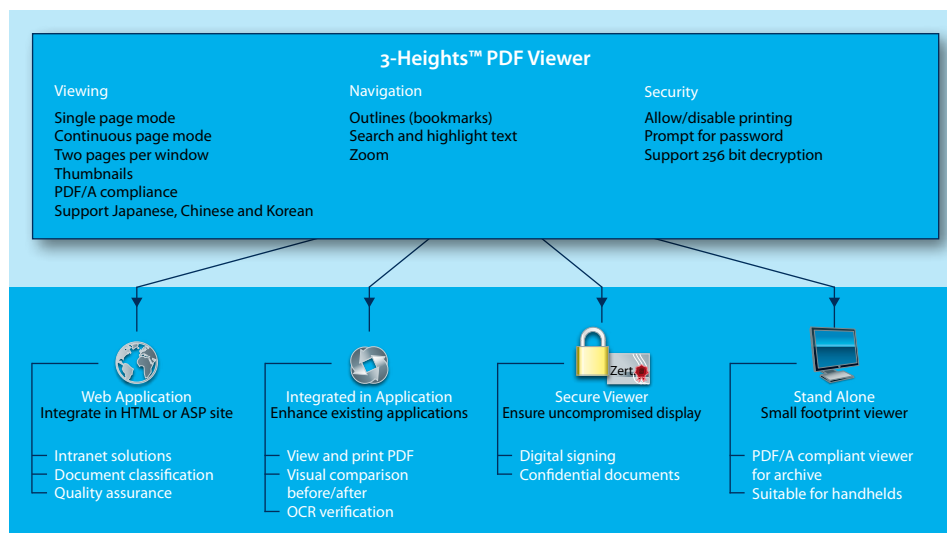 3-Heights™ PDF Viewer
Viewing
Single page mode
Continuous page mode
Two pages per window
Thumbnails
PDF/A compliance
Support Japanese, Chinese and Korean
Navigation
Outlines (bookmarks)
Search and highlight text
Zoom
Security
Allow/disable printing
Prompt for password
Support 256 bit decryption
Web Application
Integrate in HTML or ASP site
Intranet solutions
Document classification
Quality assurance
Integrated in Application
Enhance existing applications
View and print PDF
Visual comparison
before/after
OCR verification
Zert.
Secure Viewer
Ensure uncompromised display
Digital signing
Confidential documents
Stand Alone
Small footprint viewer
PDF/A compliant viewer
for archive
Suitable for handhelds